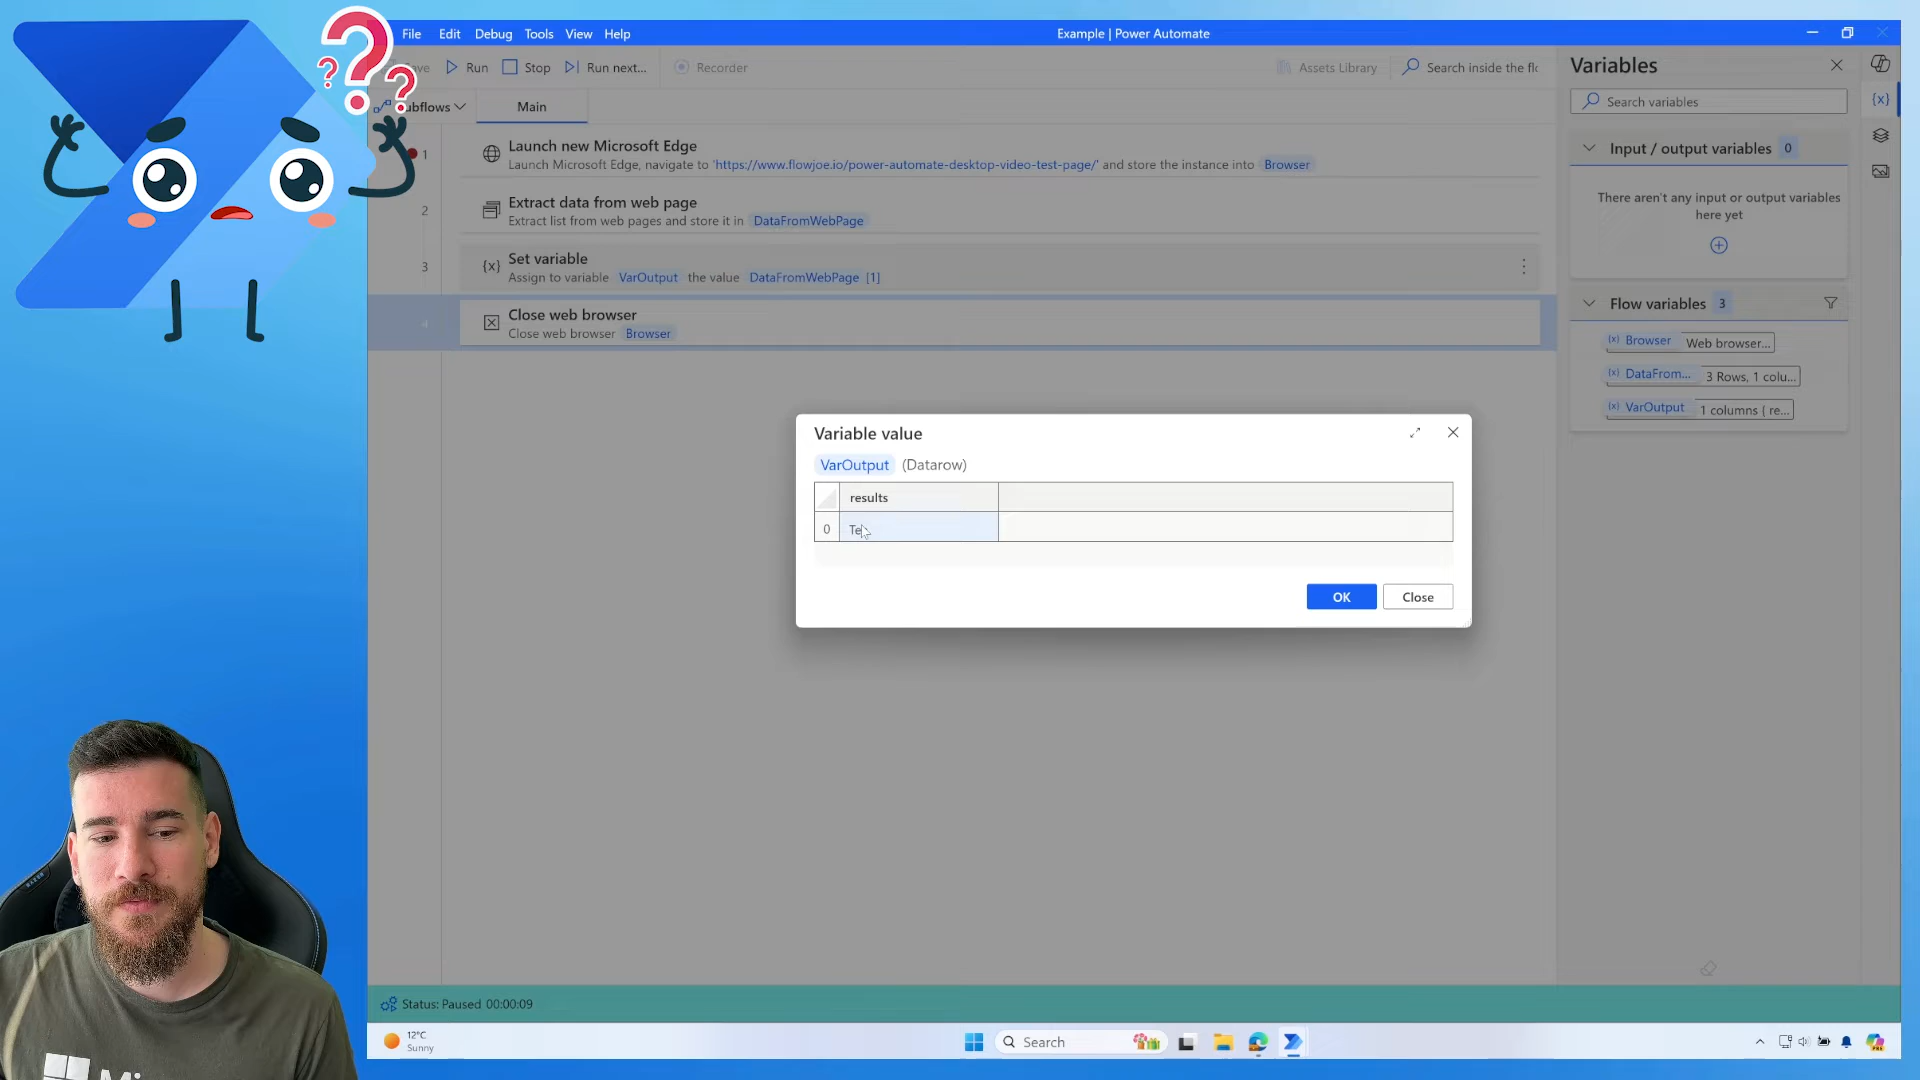 ? ? ?
File Edit Debug Tools View Help
Example | Power Automate
Run Stop Run next... Recorder
Assets Library Search inside the flo
Main
1
Launch new Microsoft Edge
Launch Microsoft Edge, navigate to 'https://www.flowjoe.io/power-automate-desktop-video-test-page/' and store the instance into Browser
2
Extract data from web page
Extract list from web pages and store it in DataFromWebPage
3
{x}
Set variable
Assign to variable VarOutput the value DataFromWebPage [1]
4
Close web browser
Close web browser Browser
Variable value
VarOutput (Datarow)
results
0
OK Close
Variables
Search variables
{x}
Input / output variables 0
There aren't any input or output variables
here yet
Flow variables 3
{x} Browser Web browser...
{x} DataFrom... 3 Rows, 1 colu...
{x} VarOutput 1 columns ( re...
Status: Paused 00:00:09
12°C
Sunny
Search